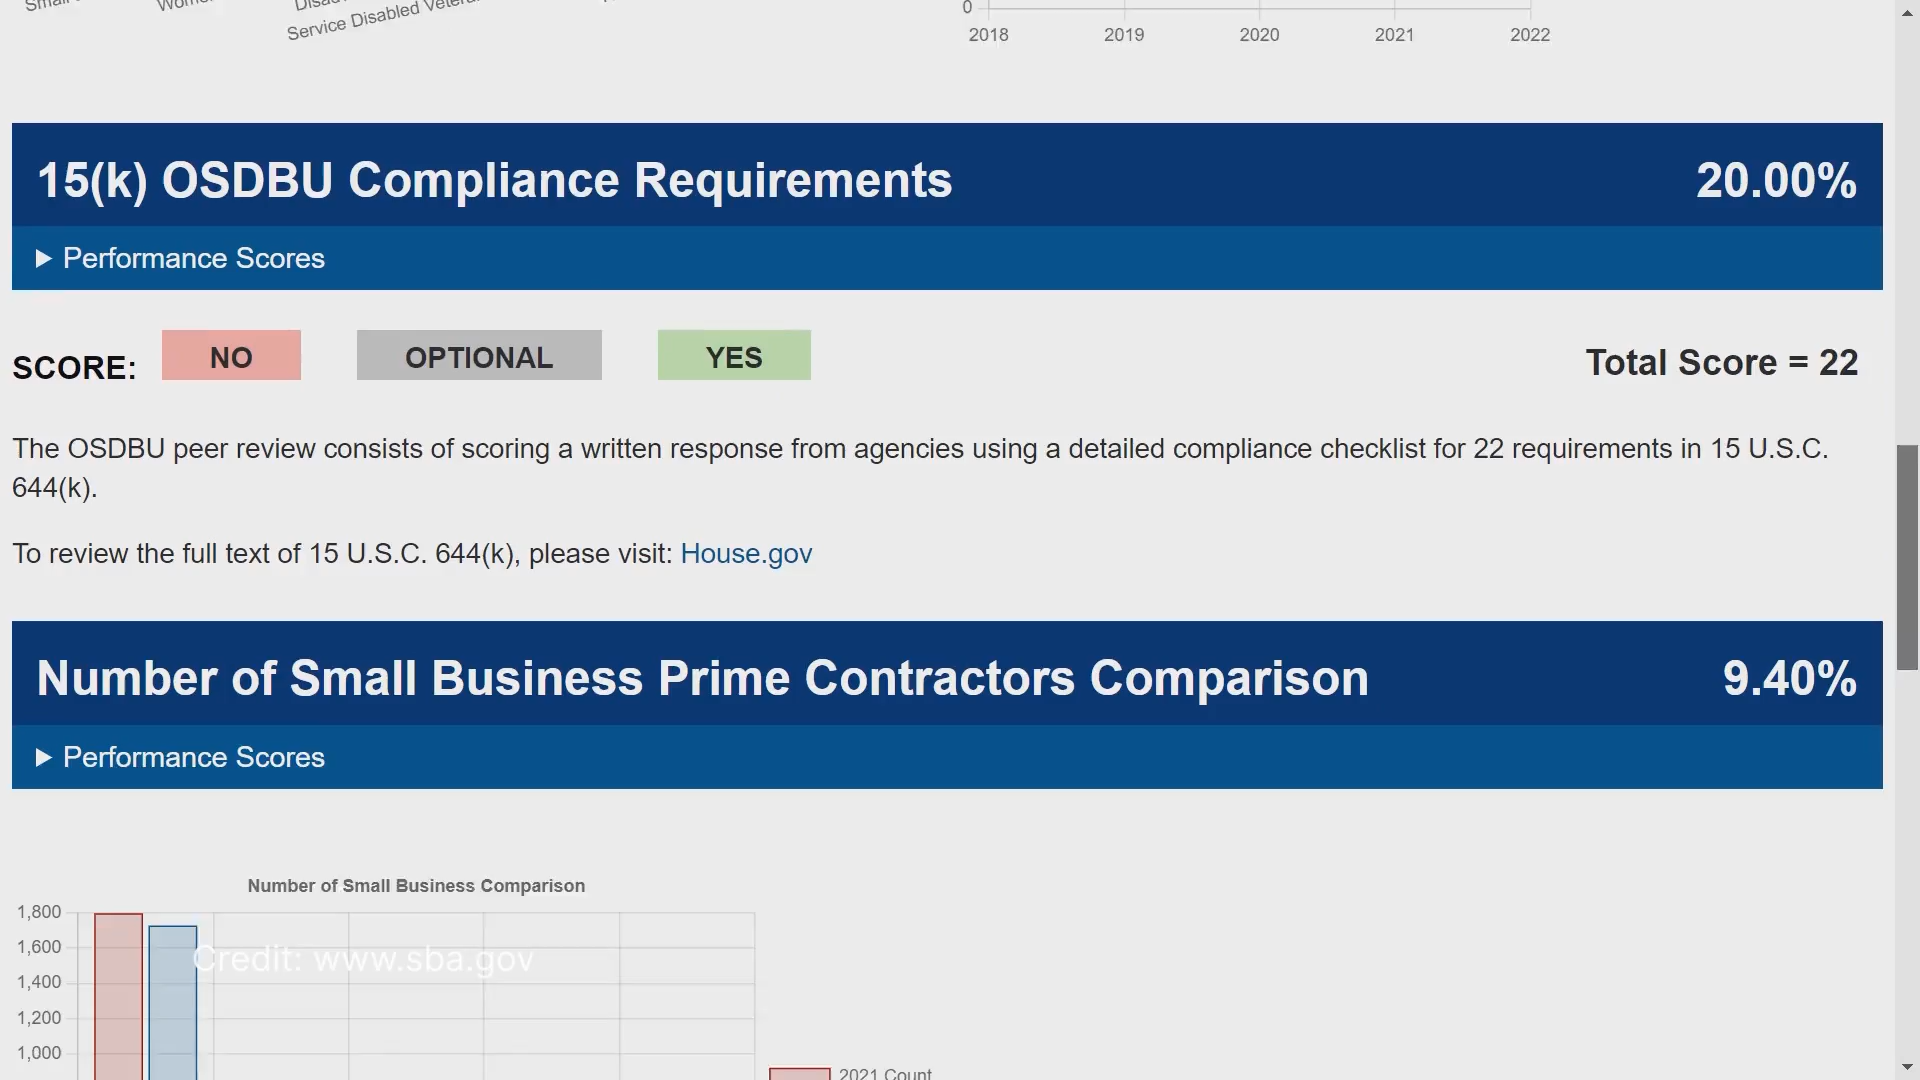 0
2018 2019 2020 2021 2022
Service Disabled
15(k) OSDBU Compliance Requirements 20.00%
▶ Performance Scores
SCORE: NO OPTIONAL YES Total Score = 22
The OSDBU peer review consists of scoring a written response from agencies using a detailed compliance checklist for 22 requirements in 15 U.S.C.
644(k).
To review the full text of 15 U.S.C. 644(k), please visit: House.gov
Number of Small Business Prime Contractors Comparison 9.40%
▶ Performance Scores
Number of Small Business Comparison
1,800
1,600
Credit: www.sba.gov
1,400
1,200
1,000
2021 Count